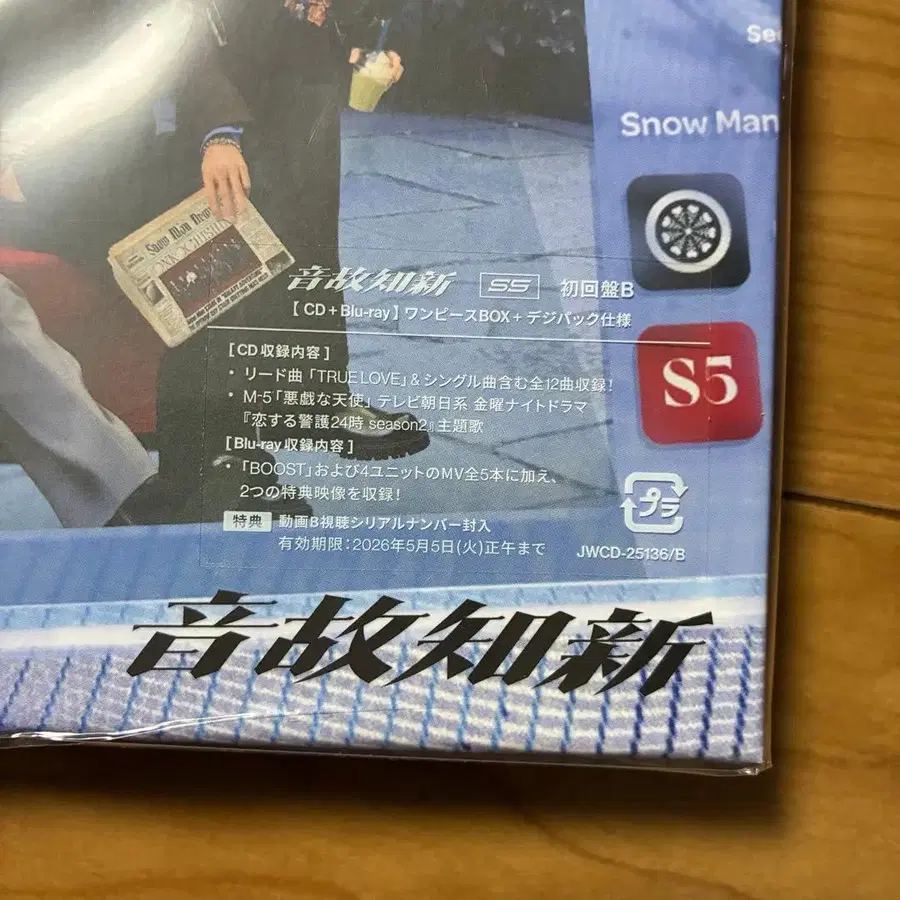 See
Snow Man
Snow Man News
S5
音故知新 S5 初回盤B
【CD+Blu-ray】ワンピースBOX+デジパック仕様
[CD 収録内容]
・ リード曲「TRUE LOVE」& シングル曲含む全12曲収録!
・ M-5「悪戯な天使」テレビ朝日系 金曜ナイトドラマ
『恋する警護24時 season2』主題歌
[Blu-ray 収録内容]
・ 「BOOST」および4ユニットのMV全5本に加え、
2つの特典映像を収録!
特典 動画B視聴シリアルナンバー封入
有効期限:2026年5月5日(火)正午まで
プラ
JWCD-25136/B
音故知新